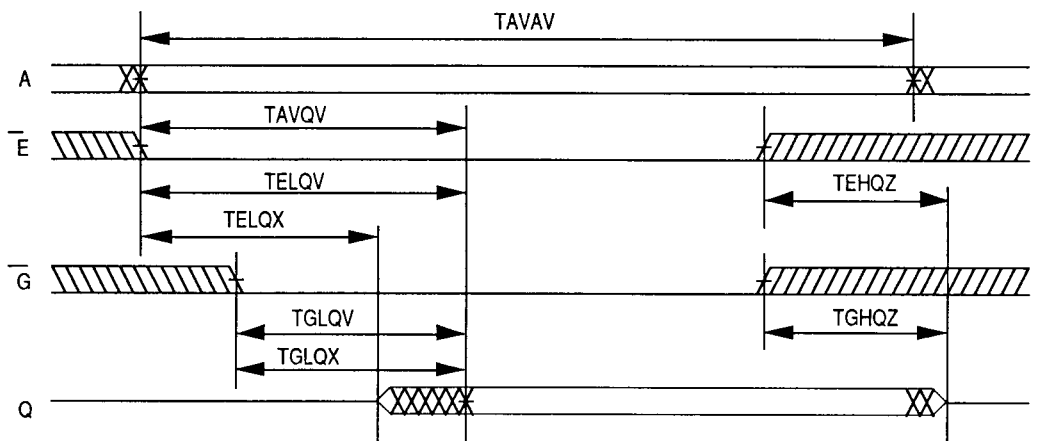 TAVAV
A
TAVQV
E̅
TELQV
TEHQZ
TELQX
G̅
TGLQV
TGHQZ
TGLQX
Q